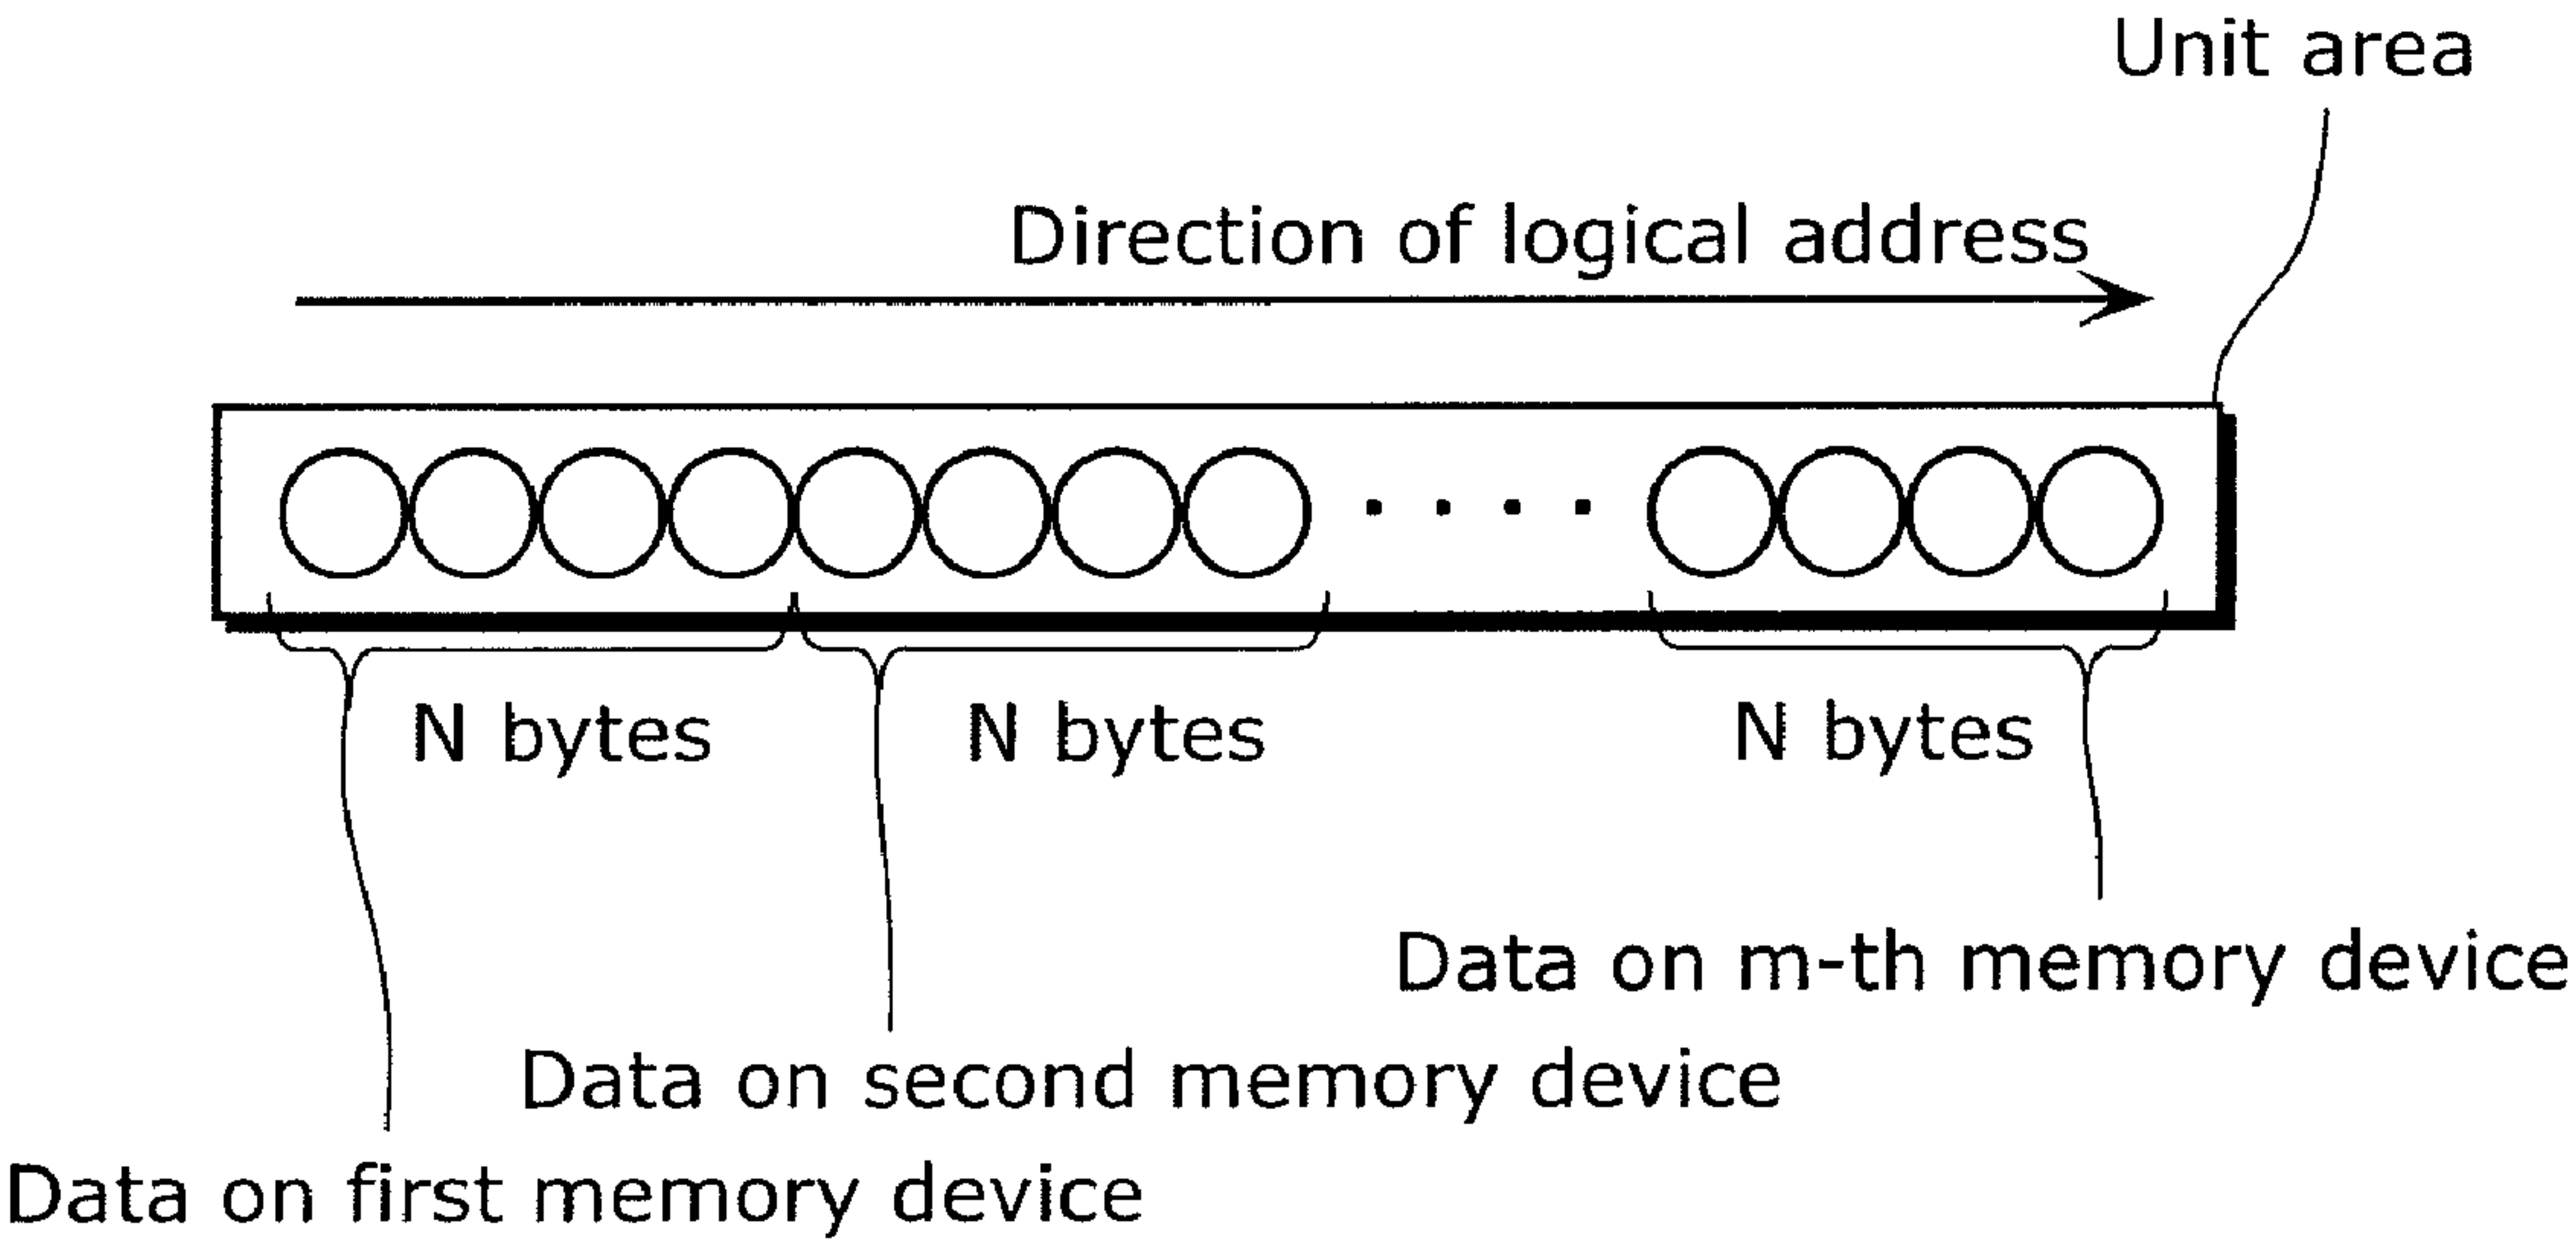 Unit area
Direction of logical address
N bytes
N bytes
N bytes
Data on m-th memory device
Data on second memory device
Data on first memory device